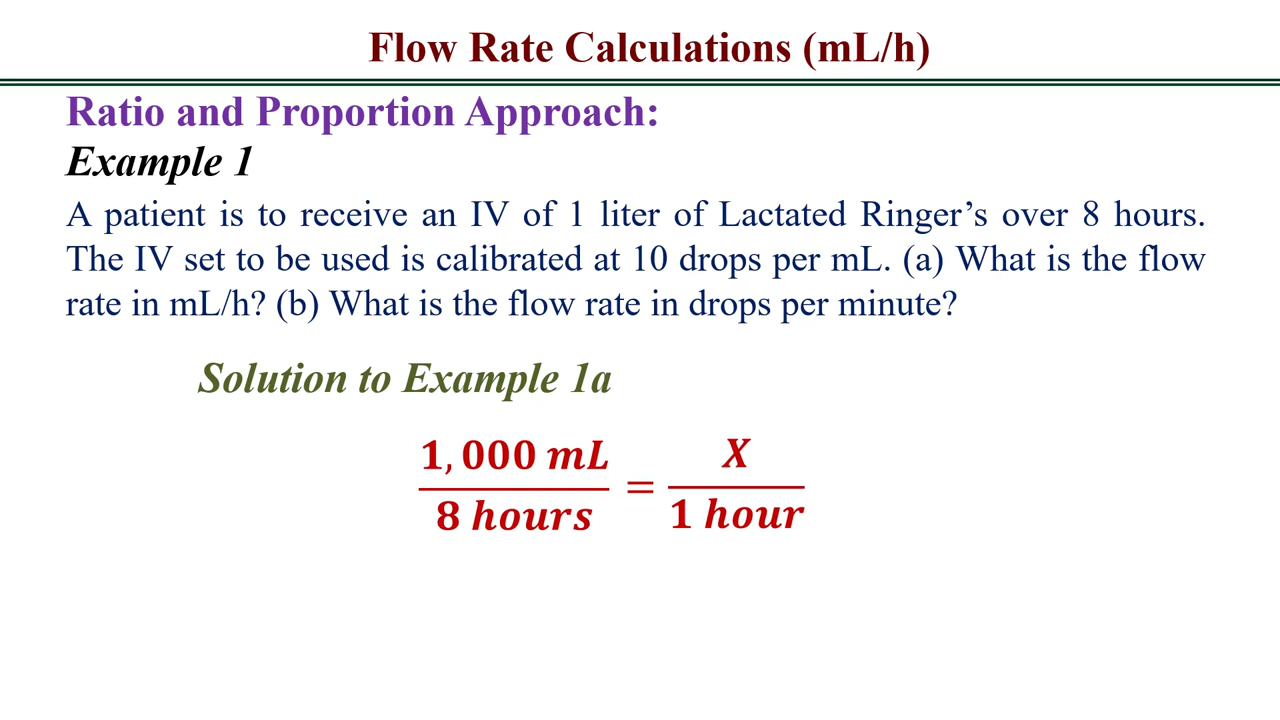 Flow Rate Calculations (mL/h)
Ratio and Proportion Approach:
Example 1
A patient is to receive an IV of 1 liter of Lactated Ringer’s over 8 hours.
The IV set to be used is calibrated at 10 drops per mL. (a) What is the flow
rate in mL/h? (b) What is the flow rate in drops per minute?
Solution to Example 1a
1,000 mL / 8 hours = X / 1 hour